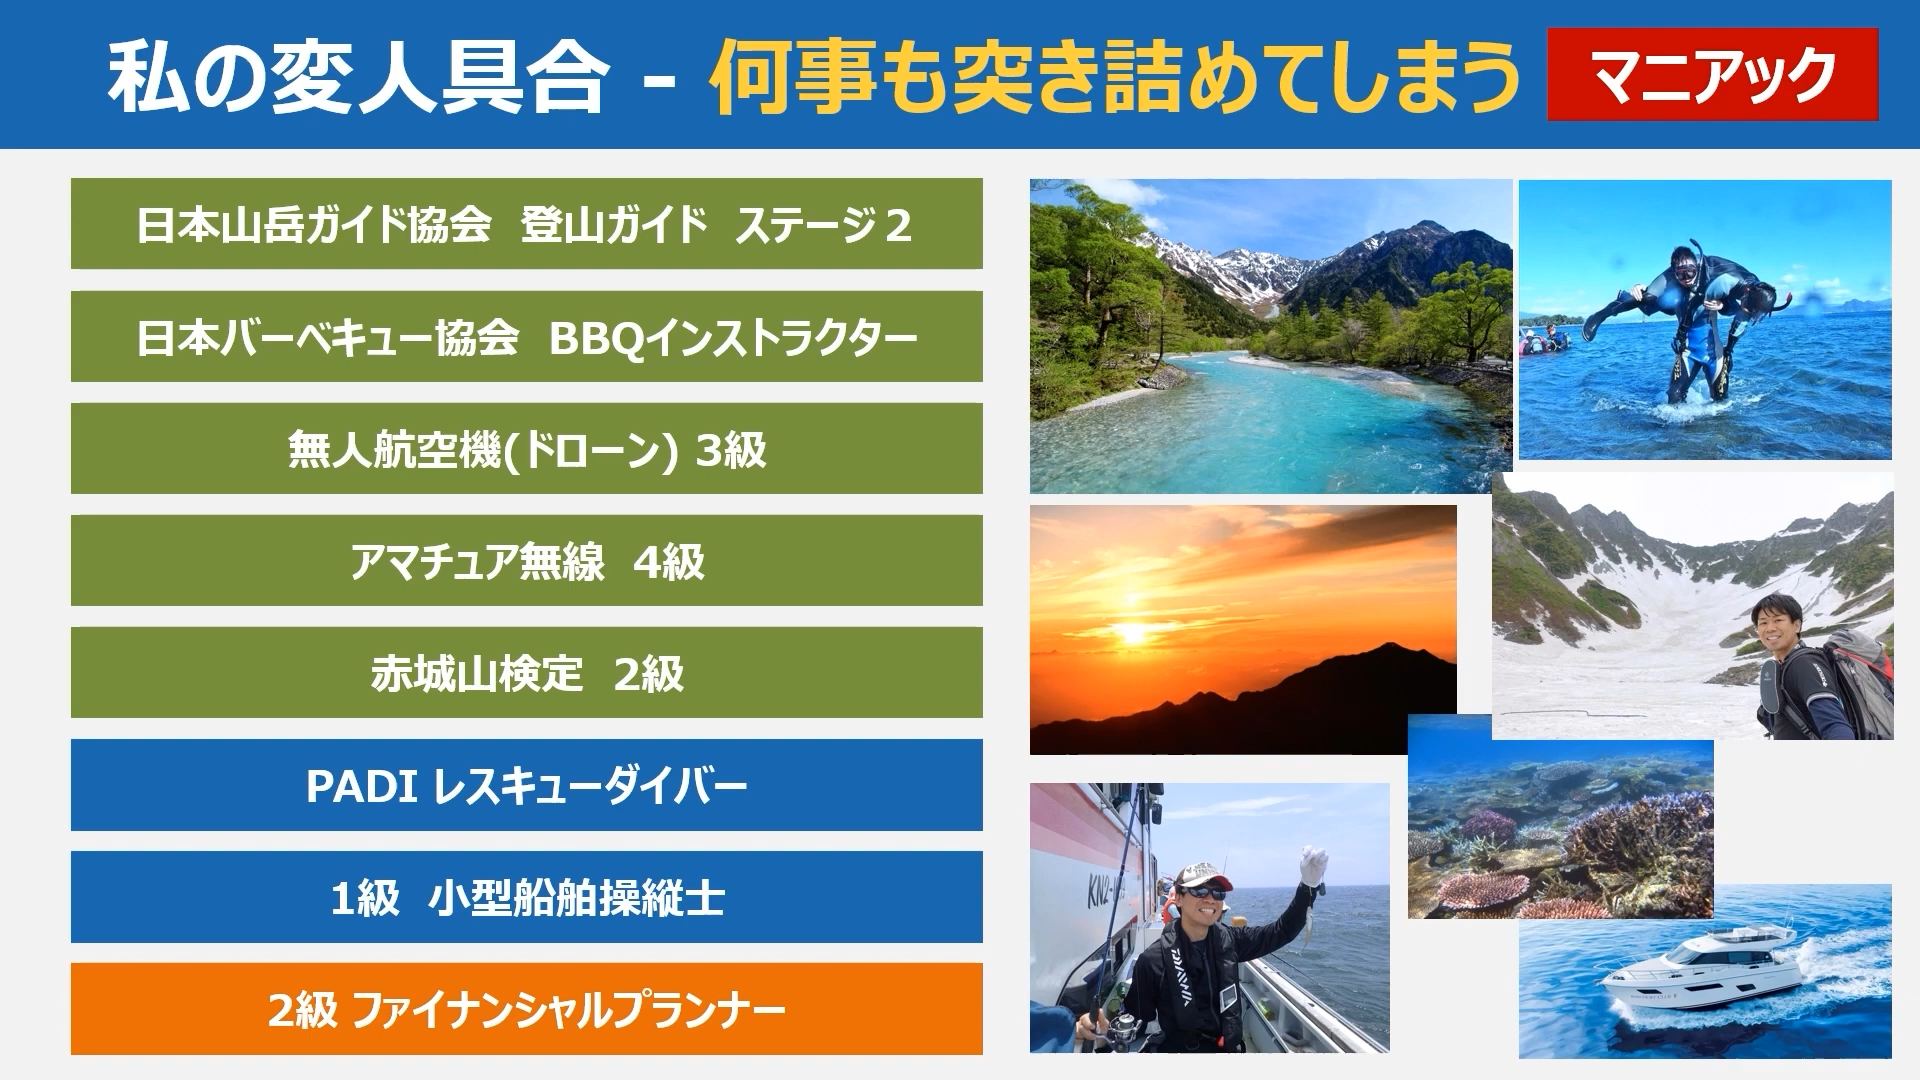 私の変人具合 - 何事も突き詰めてしまう マニアック
日本山岳ガイド協会 登山ガイド ステージ２
日本バーベキュー協会 BBQインストラクター
無人航空機(ドローン) 3級
アマチュア無線 4級
赤城山検定 2級
PADI レスキューダイバー
1級 小型船舶操縦士
2級 ファイナンシャルプランナー
DAIWA